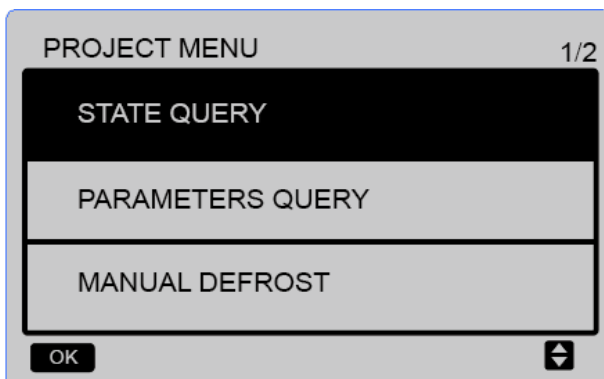 PROJECT MENU 1/2
STATE QUERY
PARAMETERS QUERY
MANUAL DEFROST
OK